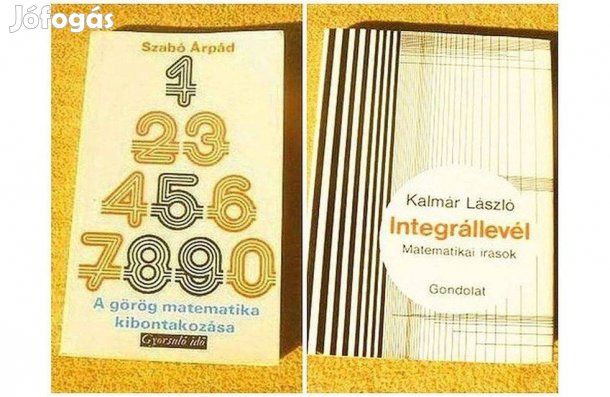 Jófogás
Szabó Árpád
1
23
456
7890
A görög matematika
kibontakozása
Gyorsuló idő
Kalmár László
Integrállevél
Matematikai írások
Gondolat